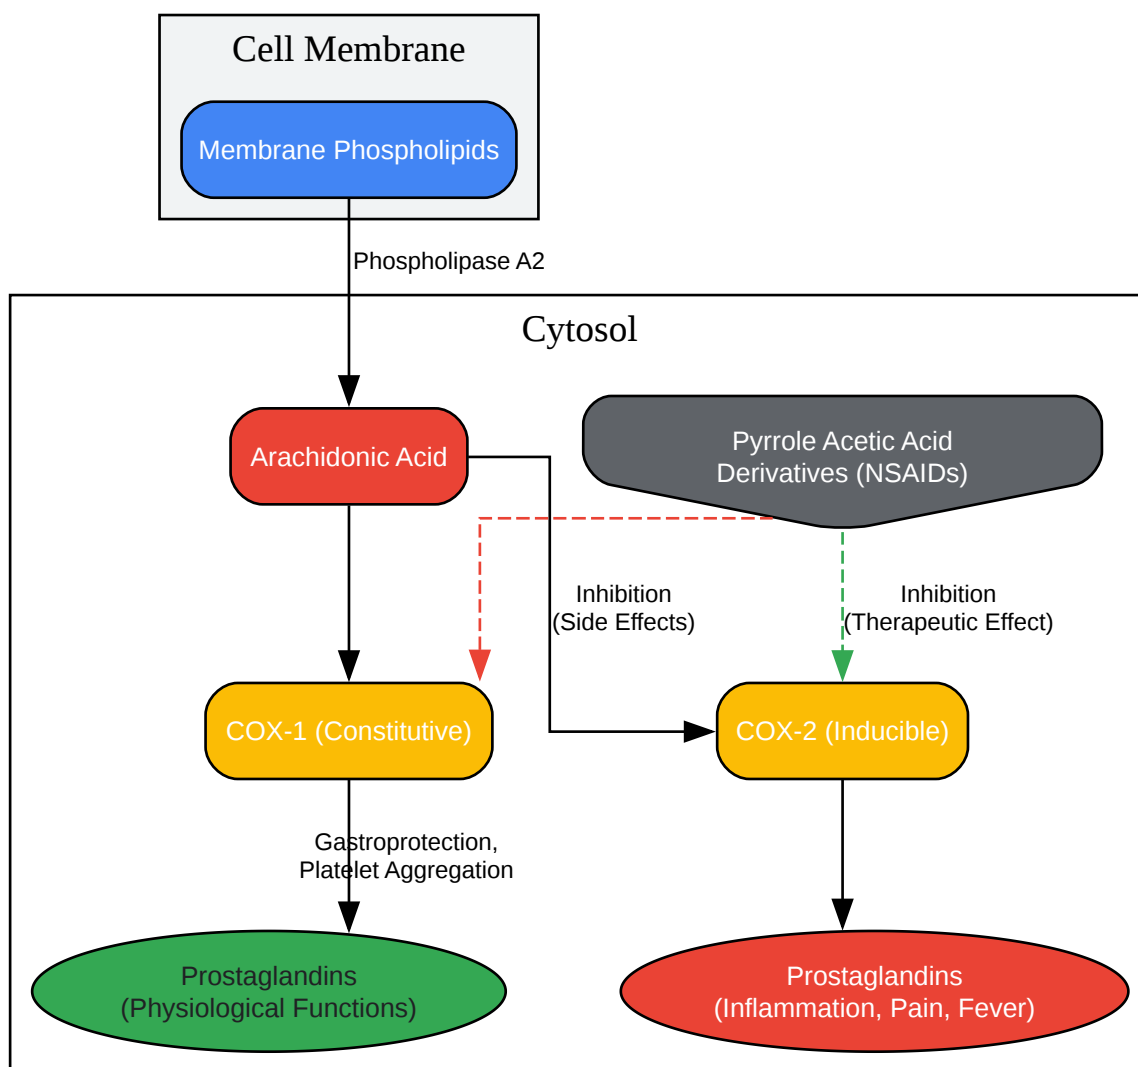 Cell Membrane
Membrane Phospholipids
Phospholipase A2
Cytosol
Arachidonic Acid
Pyrrole Acetic Acid
Derivatives (NSAIDs)
Inhibition
(Side Effects)
Inhibition
(Therapeutic Effect)
COX-1 (Constitutive)
COX-2 (Inducible)
Gastroprotection,
Platelet Aggregation
Prostaglandins
(Physiological Functions)
Prostaglandins
(Inflammation, Pain, Fever)